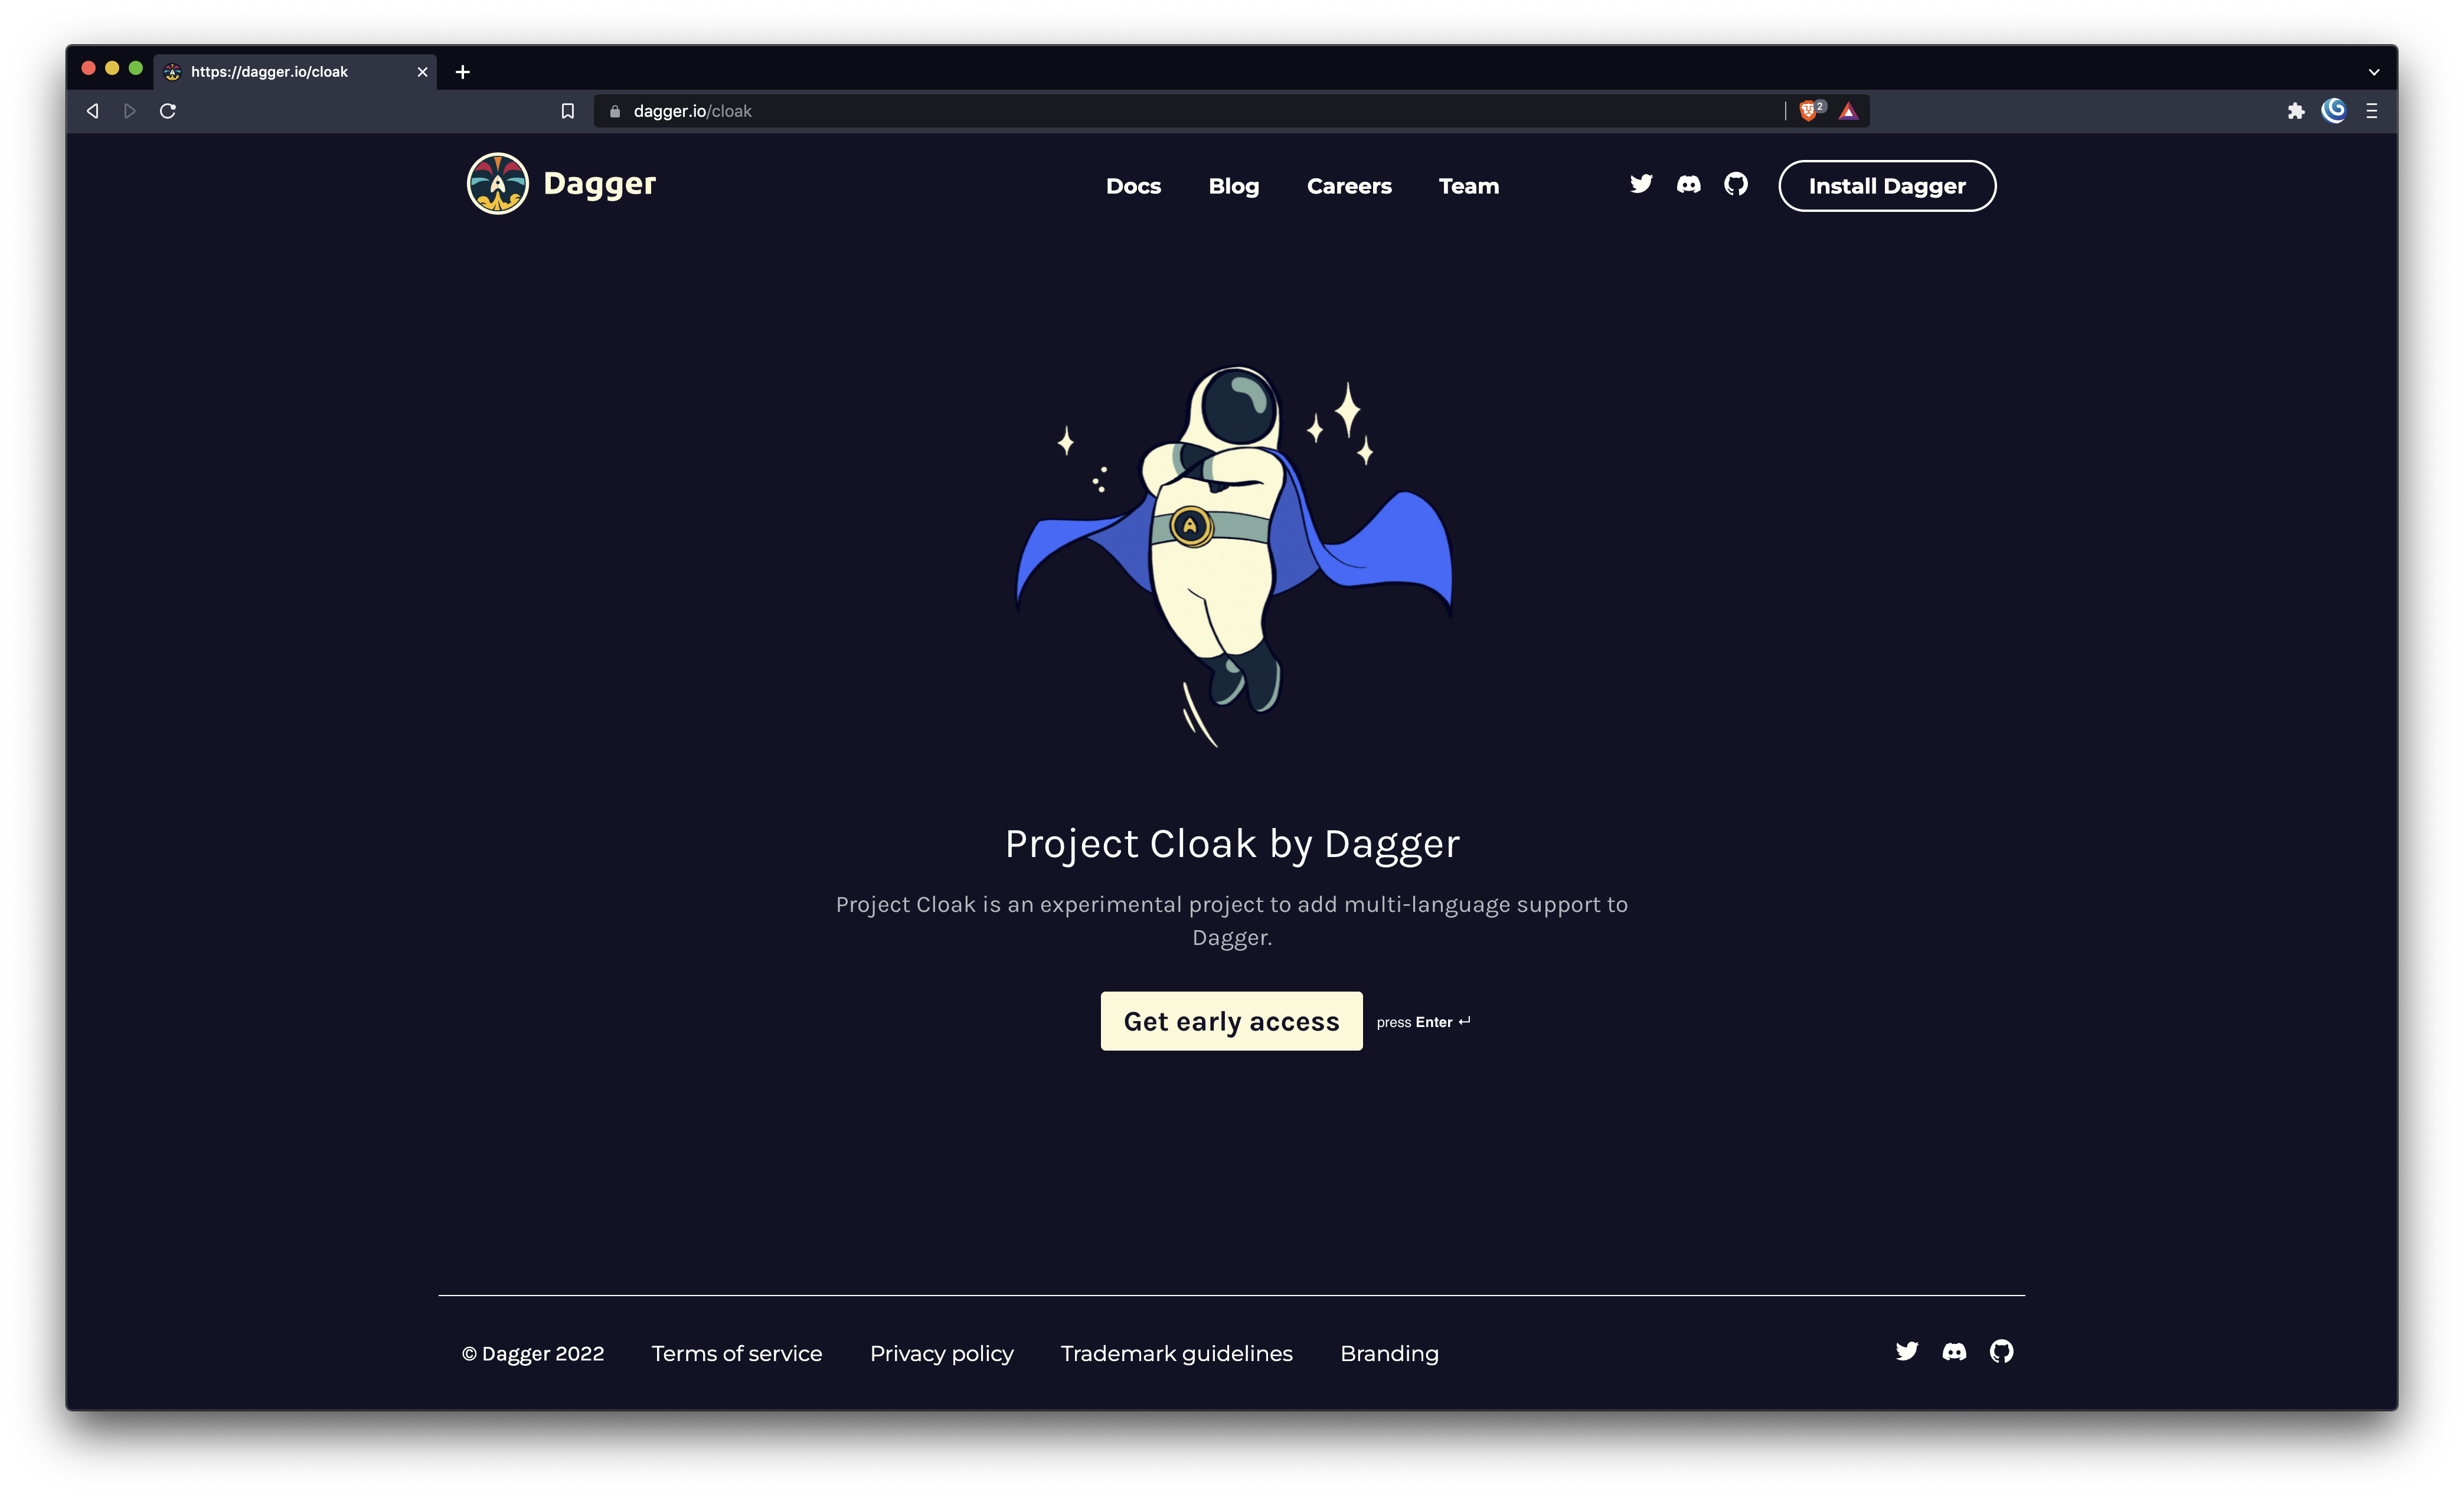 https://dagger.io/cloak
dagger.io/cloak
2
Dagger
Docs Blog Careers Team Install Dagger
Project Cloak by Dagger
Project Cloak is an experimental project to add multi-language support to
Dagger.
Get early access press Enter ↵
© Dagger 2022 Terms of service Privacy policy Trademark guidelines Branding